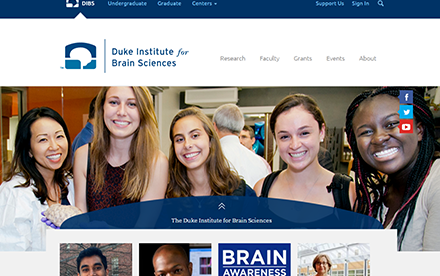 DIBS Undergraduate Graduate Centers Support Us Sign In
Duke Institute for
Brain Sciences
Research Faculty Grants Events About
The Duke Institute for Brain Sciences
BRAIN
AWARENESS